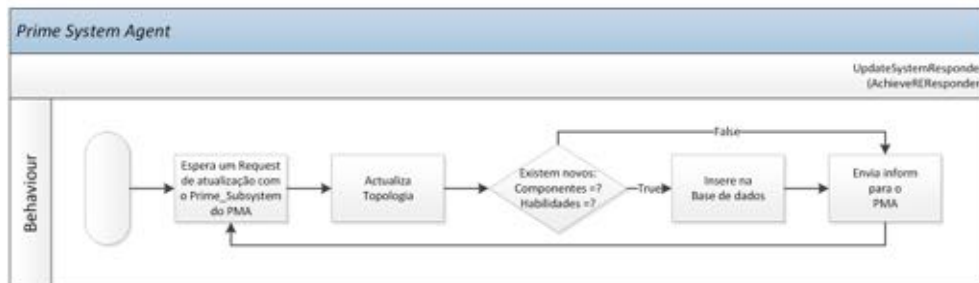 Prime System Agent
UpdateSystemResponde
(AchieveREResponder
Behaviour
Espera um Request
de atualização com
o Prime_Subsystem
do PMA
Actualiza
Topologia
Existem novos:
Componentes =?
Habilidades =?
False
True
Insere na
Base de dados
Envia inform
para o
PMA